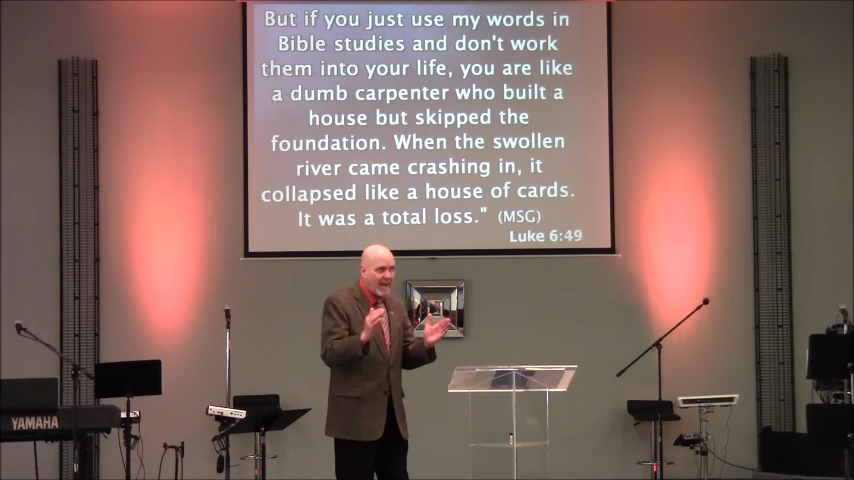 But if you just use my words in
Bible studies and don't work
them into your life, you are like
a dumb carpenter who built a
house but skipped the
foundation. When the swollen
river came crashing in, it
collapsed like a house of cards.
It was a total loss." (MSG)
Luke 6:49
YAMAHA